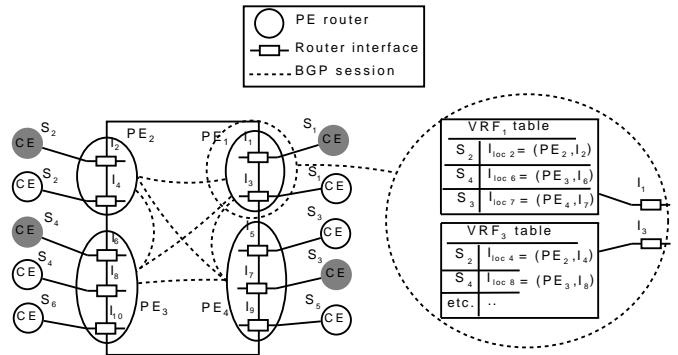 PE router
Router interface
BGP session
S2
PE2
PE1
I1
S1
CE
I2
CE
S2
I4
I3
S1
CE
CE
S4
I6
I5
S3
CE
CE
S4
I8
I7
S3
CE
CE
S6
I10
PE3
PE4
I9
S5
CE
CE
VRF1 table
S2 Iloc 2 = (PE2,I2)
S4 Iloc 6 = (PE3,I6)
S3 Iloc 7 = (PE4,I7)
I1
I3
VRF3 table
S2 Iloc 4 = (PE2,I4)
S4 Iloc 8 = (PE3,I8)
etc. ..